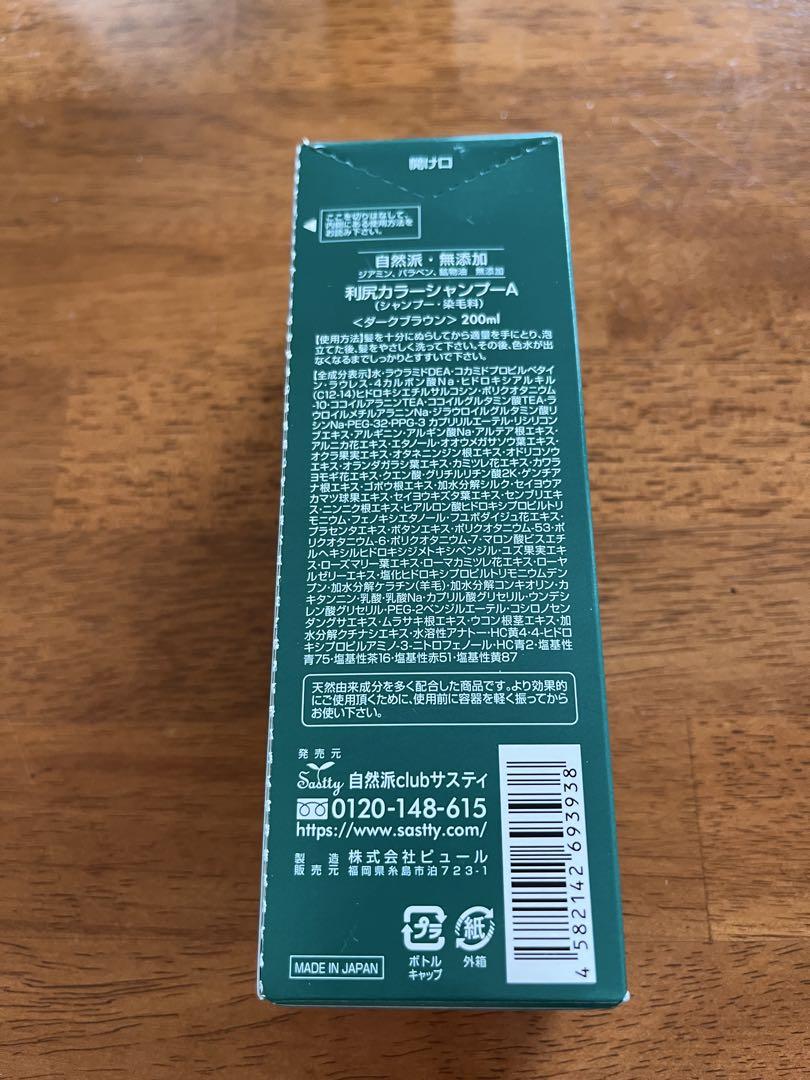 開け口
ここを切りはなして、
内側にある使用方法を
お読み下さい。
自然派・無添加
ジアミン、パラベン、鉱物油 無添加
利尻カラーシャンプーA
(シャンプー・染毛料)
<ダークブラウン> 200ml
【使用方法】髪を十分にぬらしてから適量を手にとり、泡
立てた後、髪をやさしく洗って下さい。その後、色水が出
なくなるまでしっかりとすすいで下さい。
【全成分表示】水・ラウラミドDEA・コカミドプロピルベタイ
ン・ラウレス-4カルボン酸Na・ヒドロキシアルキル
(C12-14)ヒドロキシエチルサルコシン・ポリクオタニウム
-10・ココイルアラニンTEA・ココイルグルタミン酸TEA・ラ
ウロイルメチルアラニンNa・ジラウロイルグルタミン酸リ
シンNa・PEG-32・PPG-3 カプリリルエーテル・リシリコン
ブエキス・アルギニン・アルギン酸Na・アルテア根エキス・
アルニカ花エキス・エタノール・オオウメガサソウ葉エキス・
オクラ果実エキス・オタネニンジン根エキス・オドリコソウ
エキス・オランダガラシ葉エキス・カミツレ花エキス・カワラ
ヨモギ花エキス・クエン酸・グリチルリチン酸2K・ゲンチア
ナ根エキス・ゴボウ根エキス・加水分解シルク・セイヨウア
カマツ球果エキス・セイヨウキズタ葉エキス・センブリエキ
ス・ニンニク根エキス・ヒアルロン酸ヒドロキシプロピルトリ
モニウム・フェノキシエタノール・フユボダイジュ花エキス・
プラセンタエキス・ボタンエキス・ポリクオタニウム-53・ポ
リクオタニウム-6・ポリクオタニウム-7・マロン酸ビスエチ
ルヘキシルヒドロキシジメトキシベンジル・ユズ果実エキ
ス・ローズマリー葉エキス・ローマカミツレ花エキス・ローヤ
ルゼリーエキス・塩化ヒドロキシプロピルトリモニウムデン
プン・加水分解ケラチン(羊毛)・加水分解コンキオリン・カ
キタンニン・乳酸・乳酸Na・カプリル酸グリセリル・ウンデシ
レン酸グリセリル・PEG-2ベンジルエーテル・コシロノセン
ダングサエキス・ムラサキ根エキス・ウコン根茎エキス・加
水分解クチナシエキス・水溶性アナトー・HC黄4・4-ヒドロ
キシプロピルアミノ-3-ニトロフェノール・HC青2・塩基性
青75・塩基性茶16・塩基性赤51・塩基性黄87
天然由来成分を多く配合した商品です。より効果的
にご使用頂くために、使用前に容器を軽く振ってから
お使い下さい。
発売元
Sastty 自然派clubサスティ
0120-148-615
https://www.sastty.com/
製造
販売元 株式会社ピュール
福岡県糸島市泊723-1
プラ
ボトル
キャップ
紙
外箱
MADE IN JAPAN
4 582142 693938